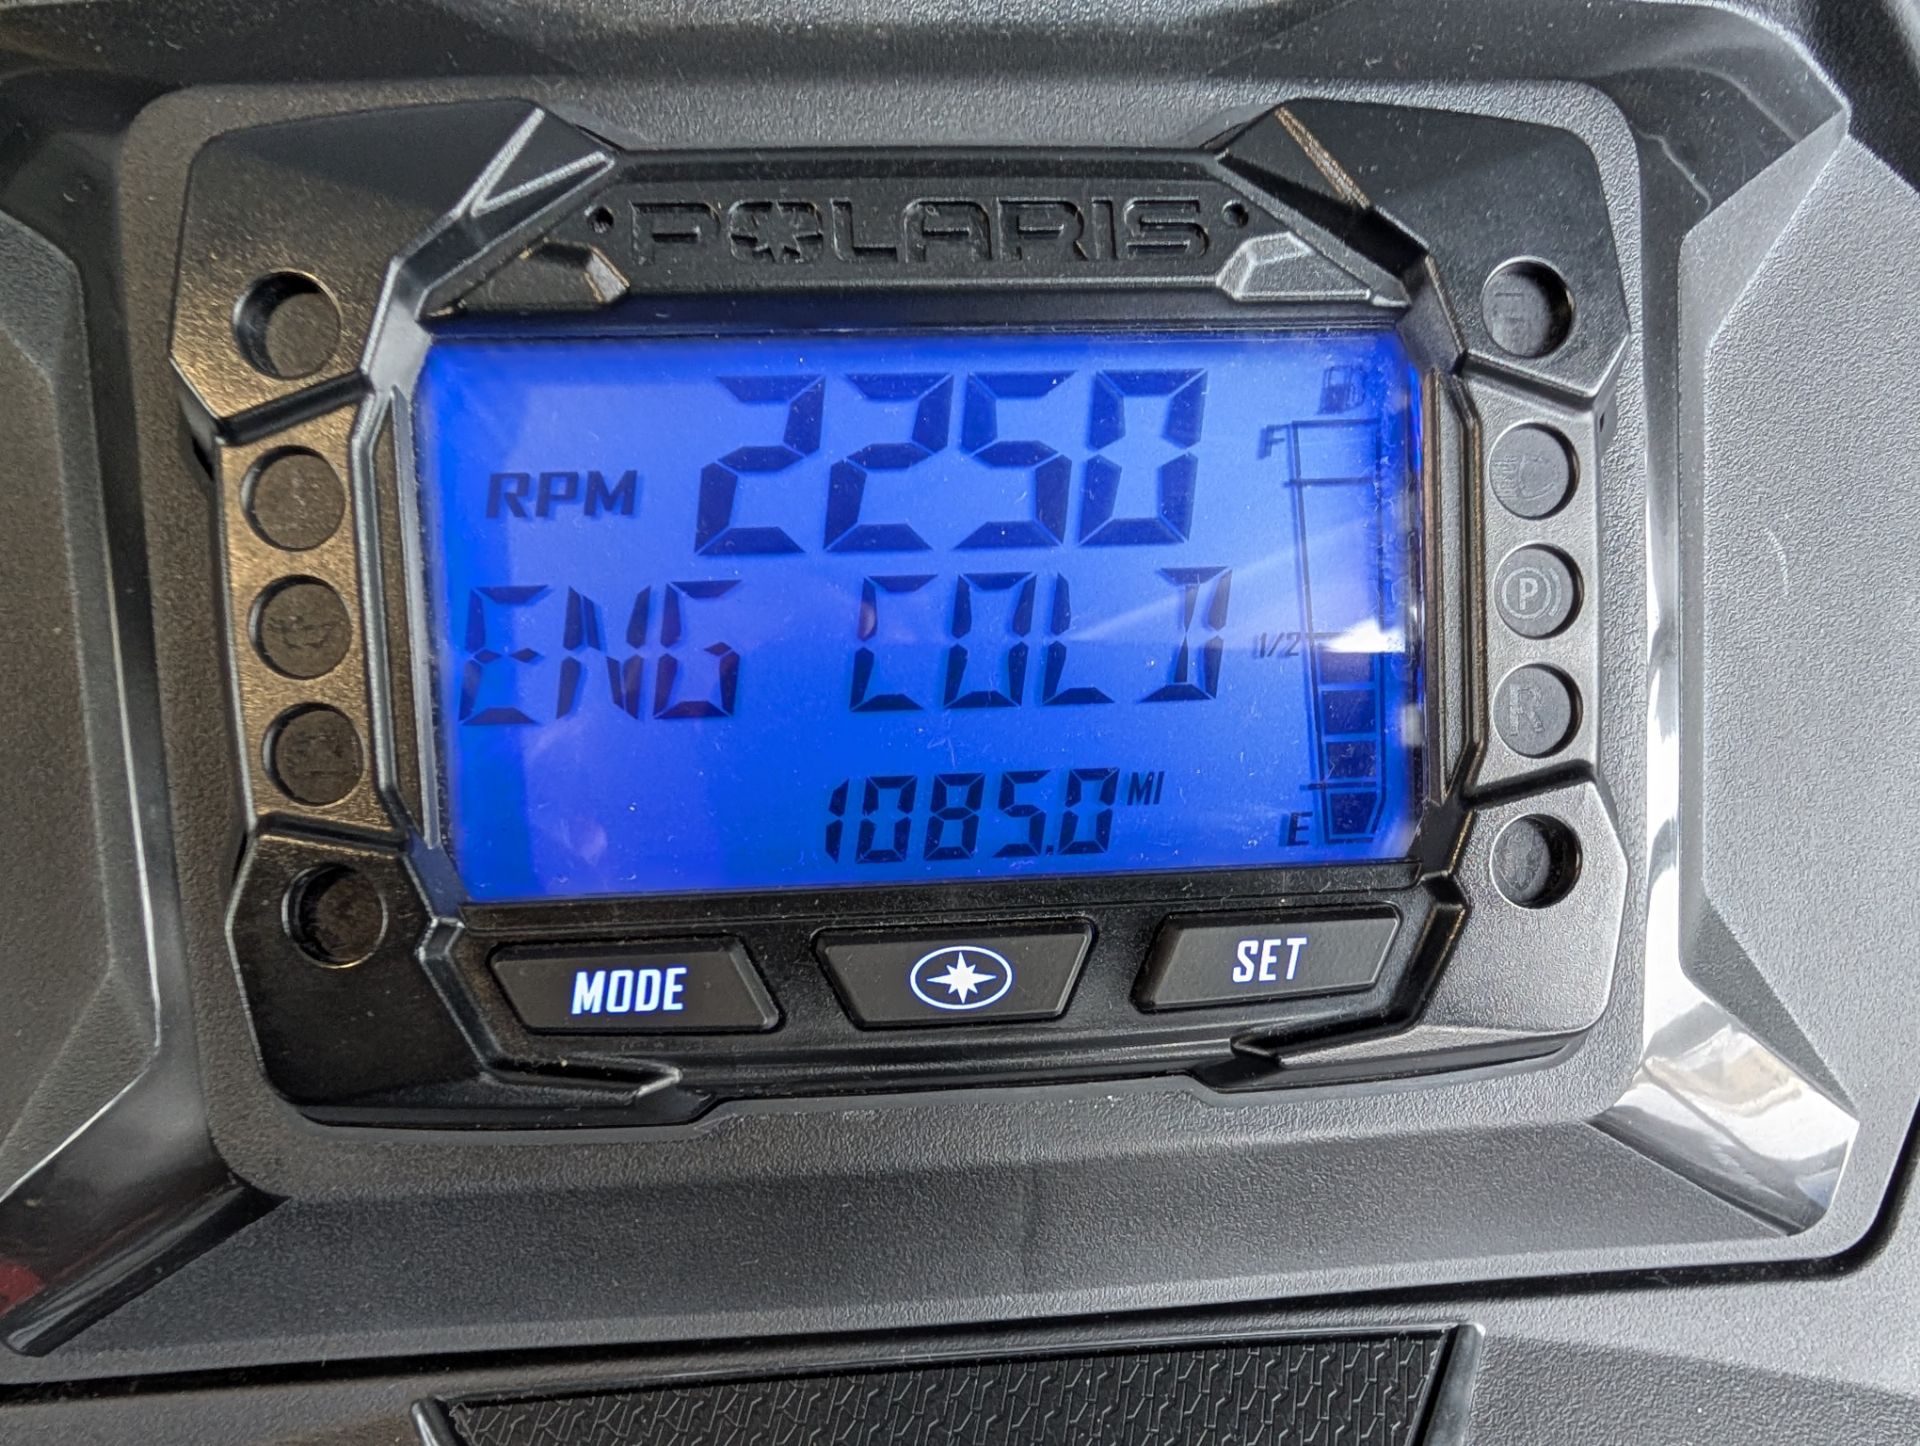 POLARIS
RPM 2250
F
ENG COLD
1/2
1085.0 MI
E
P
R
MODE
SET